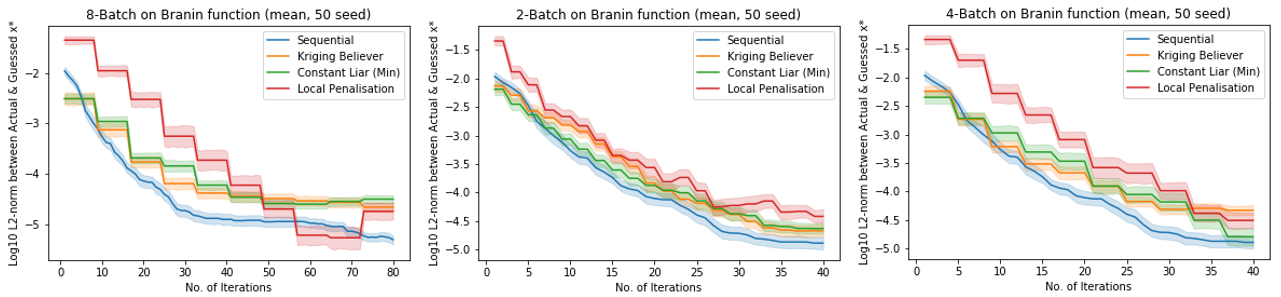 8-Batch on Branin function (mean, 50 seed)
Log10 L2-norm between Actual & Guessed x*
−2
−3
−4
−5
0 10 20 30 40 50 60 70 80
No. of Iterations
Sequential
Kriging Believer
Constant Liar (Min)
Local Penalisation
2-Batch on Branin function (mean, 50 seed)
Log10 L2-norm between Actual & Guessed x*
−1.5
−2.0
−2.5
−3.0
−3.5
−4.0
−4.5
−5.0
0 5 10 15 20 25 30 35 40
No. of Iterations
Sequential
Kriging Believer
Constant Liar (Min)
Local Penalisation
4-Batch on Branin function (mean, 50 seed)
Log10 L2-norm between Actual & Guessed x*
−1.5
−2.0
−2.5
−3.0
−3.5
−4.0
−4.5
−5.0
0 5 10 15 20 25 30 35 40
No. of Iterations
Sequential
Kriging Believer
Constant Liar (Min)
Local Penalisation